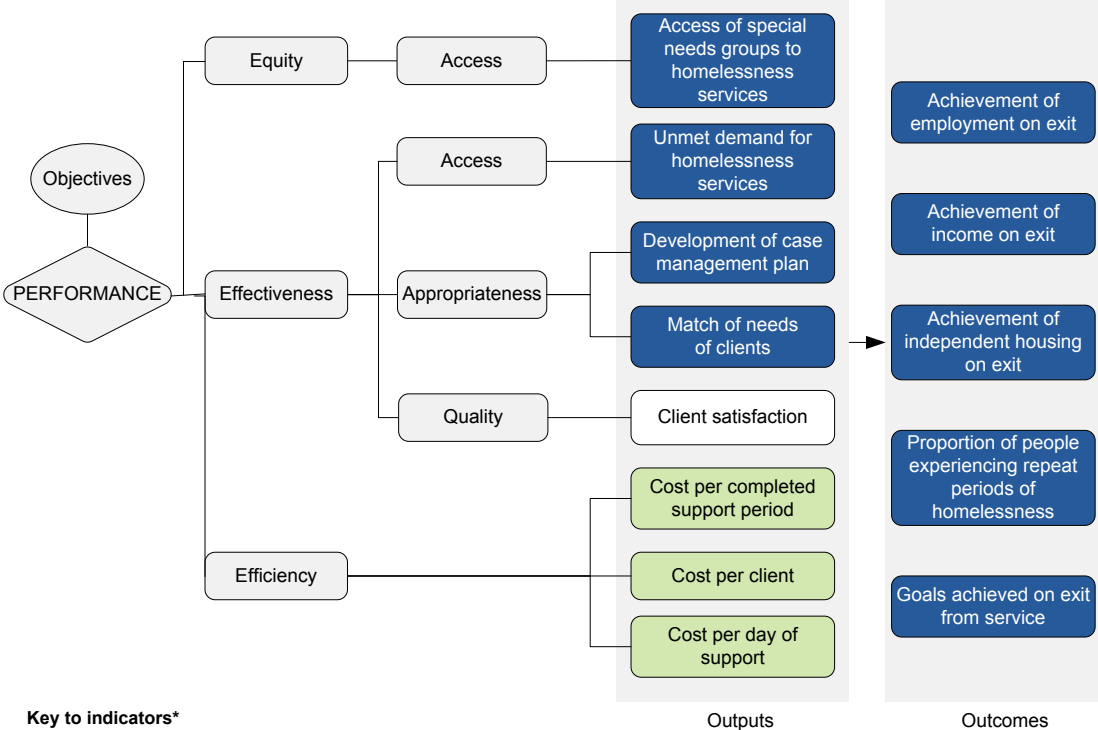 Objectives
PERFORMANCE
Equity
Access
Access of special
needs groups to
homelessness
services
Effectiveness
Access
Unmet demand for
homelessness
services
Appropriateness
Development of case
management plan
Match of needs
of clients
Quality
Client satisfaction
Efficiency
Cost per completed
support period
Cost per client
Cost per day of
support
Outputs
Achievement of
employment on exit
Achievement of
income on exit
Achievement of
independent housing
on exit
Proportion of people
experiencing repeat
periods of
homelessness
Goals achieved on exit
from service
Outcomes
Key to indicators*